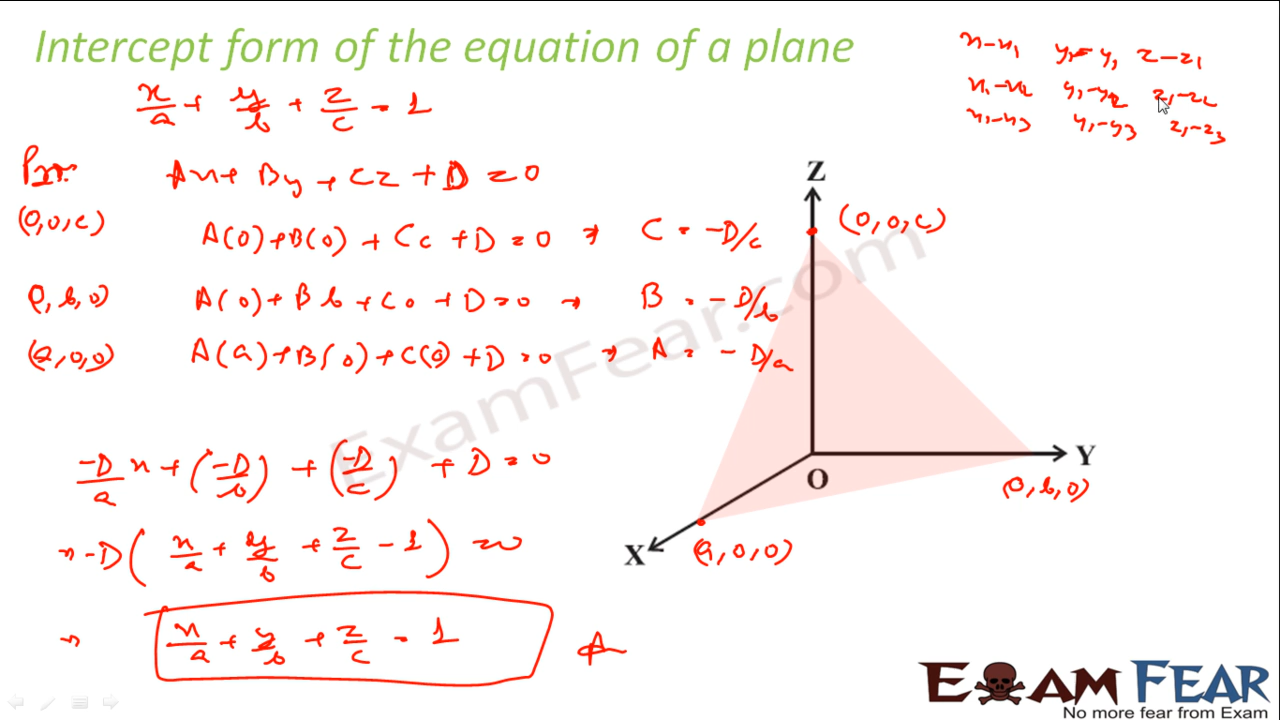 Intercept form of the equation of a plane
x/a + y/b + z/c = 1
x-x₁ y-y₁ z-z₁
x₁-x₂ y₁-y₂ z₁-z₂
x₁-x₃ y₁-y₃ z₁-z₃
Ax + By + Cz + D = 0
(0,0,c) A(0)+B(0) + Cc + D = 0 ⇒ C = -D/c
(0,b,0) A(0)+ B b + C0 + D = 0 ⇒ B = -D/b
(a,0,0) A(a)+B(0)+C(0)+D = 0 ⇒ A = -D/a
-D/a x + (-D/b) + (-D/c) + D = 0
⇒ -D( x/a + y/b + z/c - 1 ) = 0
⇒ x/a + y/b + z/c = 1
Z
(0,0,c)
O
Y
(0,b,0)
X
(a,0,0)
ExamFear.com
EXAM FEAR
No more fear from Exam